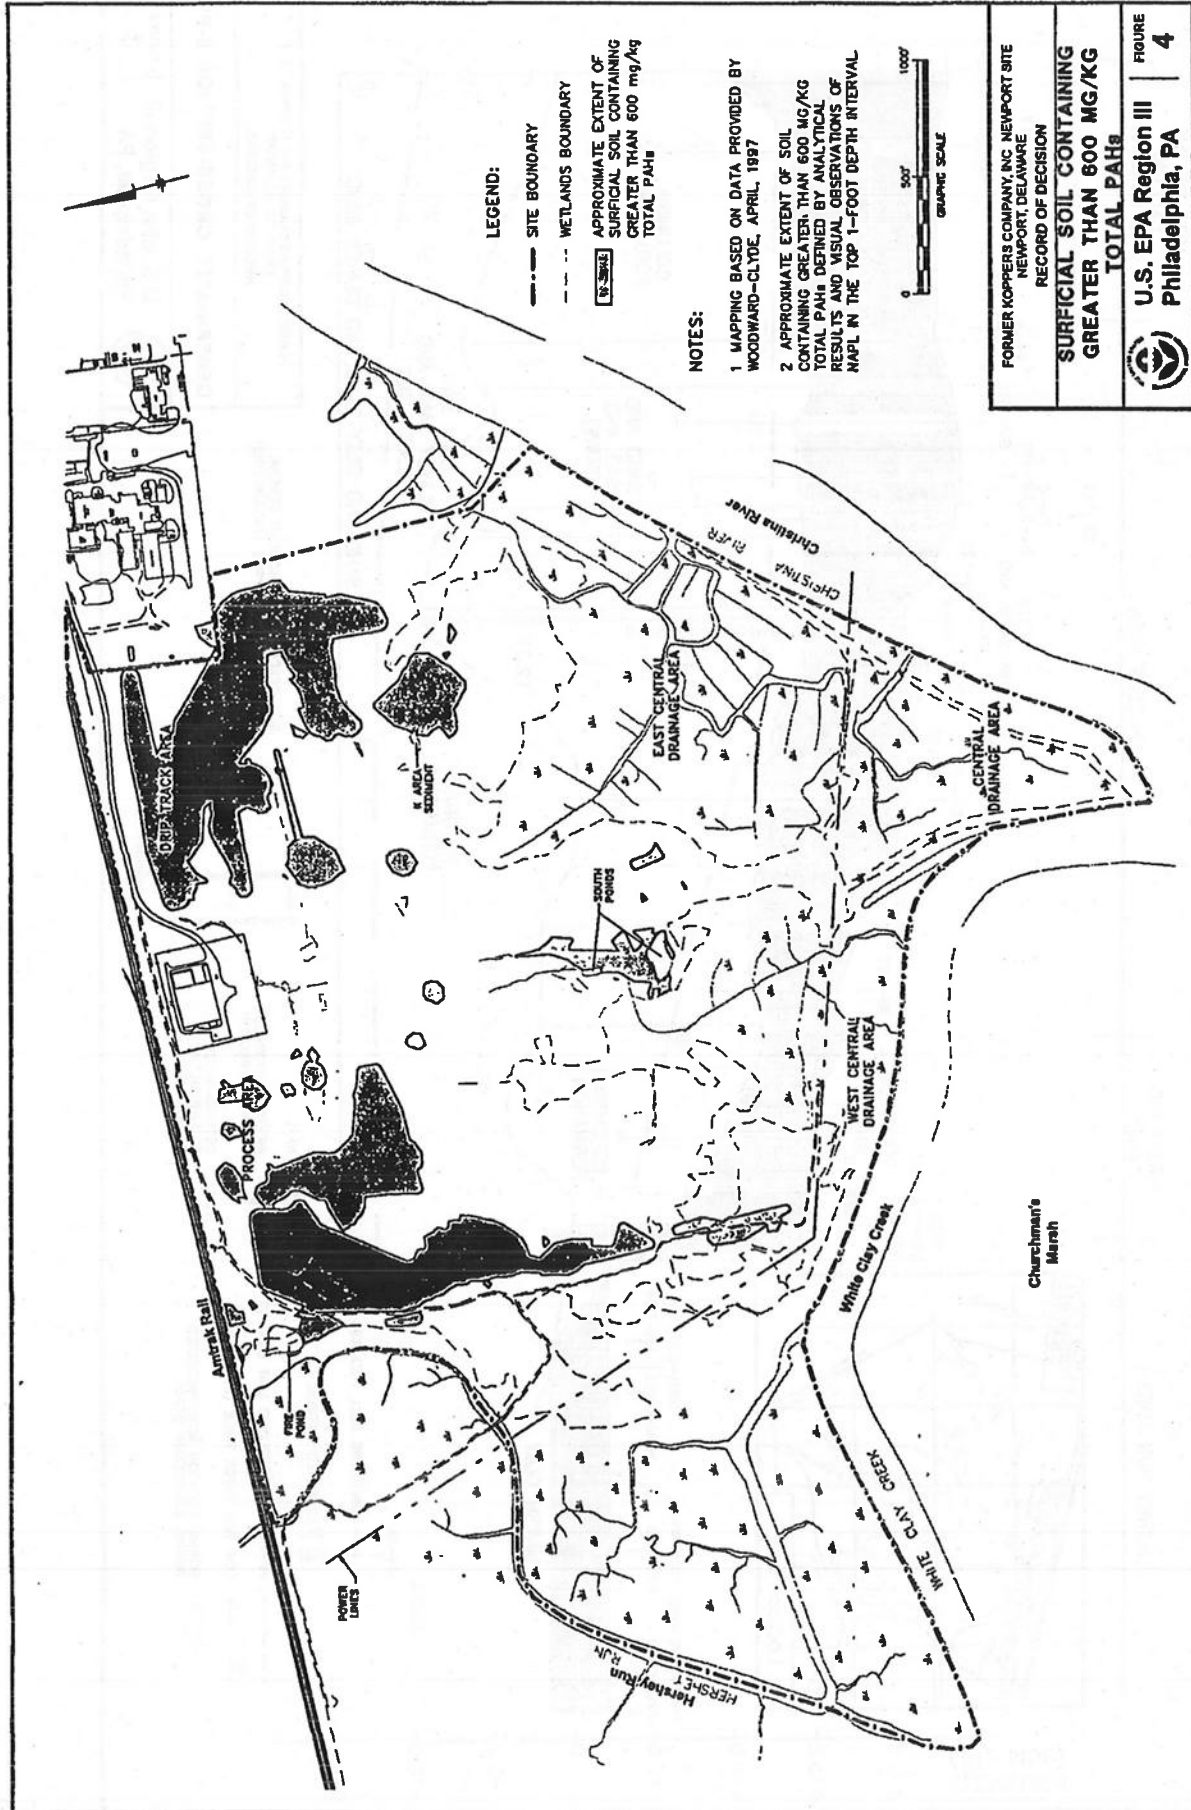 Amtrak Rail
DRIP TRACK AREA
PROCESS AREA
FIRE
POND
POWER
LINES
K AREA
SEDIMENT
SOUTH
PONDS
EAST CENTRAL
DRAINAGE AREA
CENTRAL
DRAINAGE AREA
WEST CENTRAL
DRAINAGE AREA
Christina River
CHRISTINA RIVER
White Clay Creek
WHITE CLAY CREEK
Hershey Run
HERSHEY RUN
Churchman's
Marsh
LEGEND:
SITE BOUNDARY
WETLANDS BOUNDARY
APPROXIMATE EXTENT OF
SURFICIAL SOIL CONTAINING
GREATER THAN 600 mg/kg
TOTAL PAHs
NOTES:
1 MAPPING BASED ON DATA PROVIDED BY
WOODWARD-CLYDE, APRIL, 1997
2 APPROXIMATE EXTENT OF SOIL
CONTAINING GREATER THAN 600 MG/KG
TOTAL PAHs DEFINED BY ANALYTICAL
RESULTS AND VISUAL OBSERVATIONS OF
NAPL IN THE TOP 1-FOOT DEPTH INTERVAL
0 500' 1000'
GRAPHIC SCALE
FORMER KOPPERS COMPANY, INC NEWPORT SITE
NEWPORT, DELAWARE
RECORD OF DECISION
SURFICIAL SOIL CONTAINING
GREATER THAN 600 MG/KG
TOTAL PAHs
U.S. EPA Region III
Philadelphia, PA
FIGURE
4